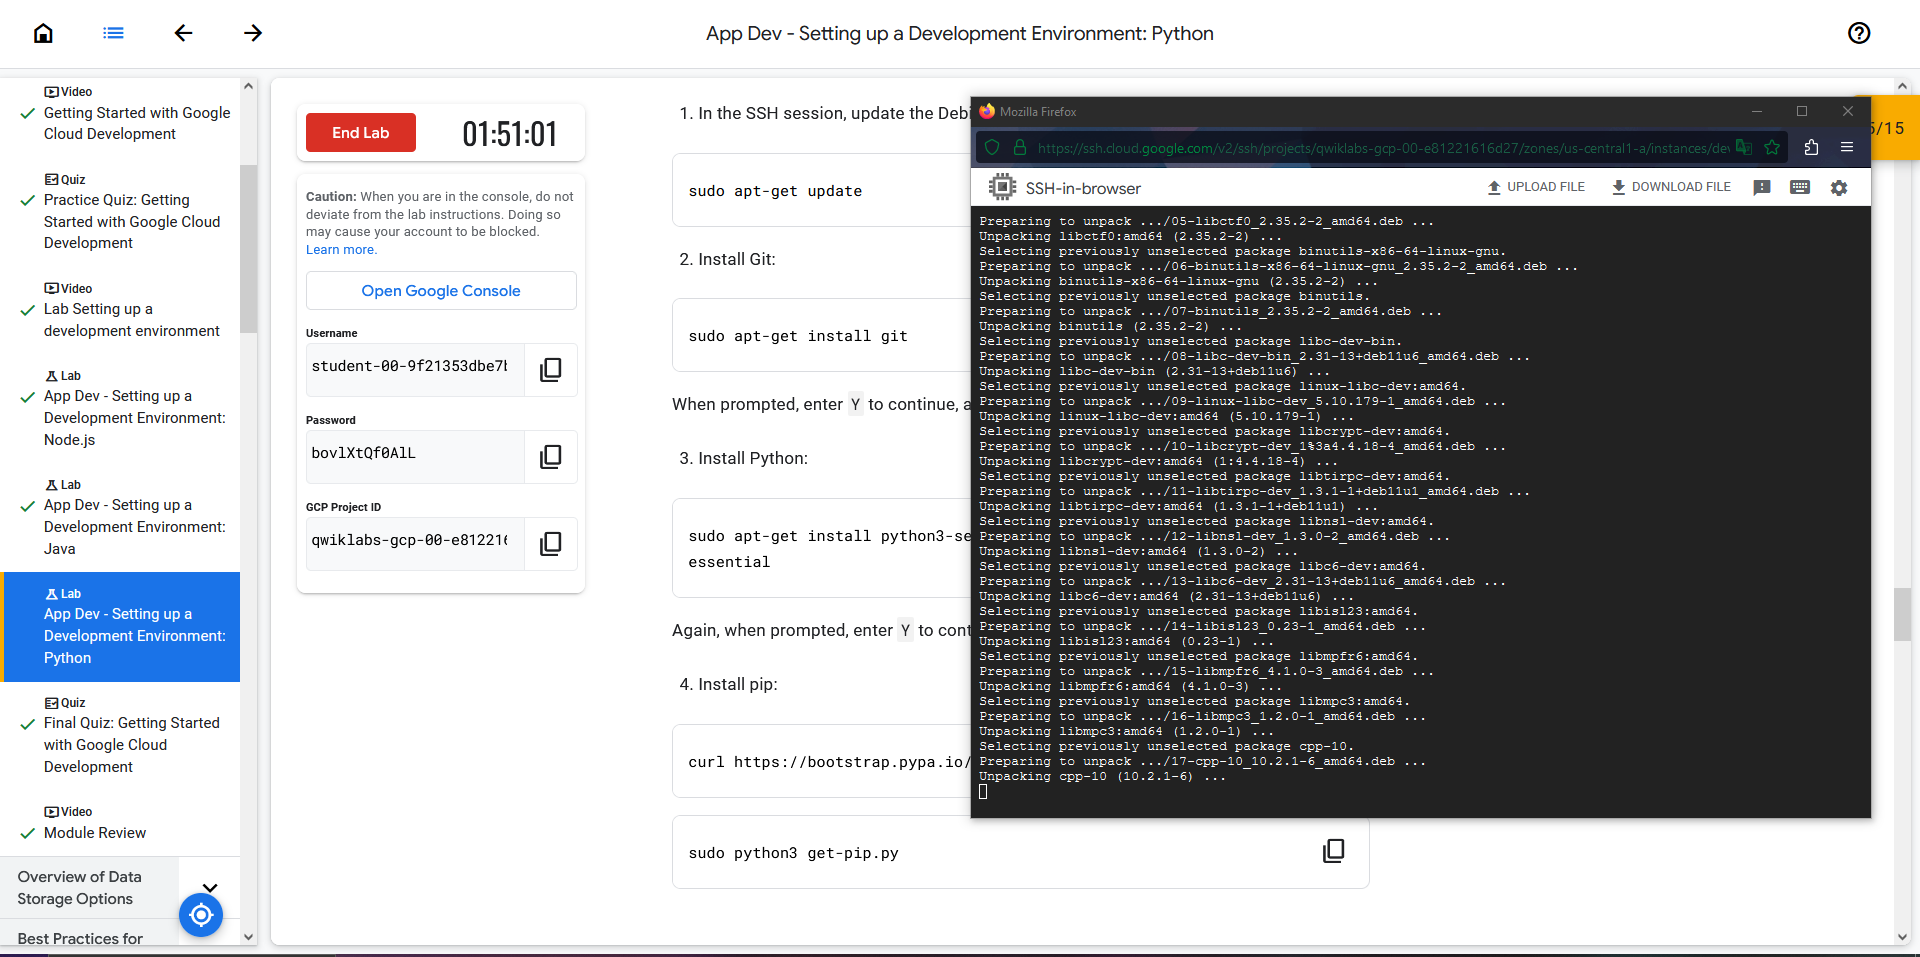 App Dev - Setting up a Development Environment: Python
Video
Getting Started with Google
Cloud Development
Quiz
Practice Quiz: Getting
Started with Google Cloud
Development
Video
Lab Setting up a
development environment
Lab
App Dev - Setting up a
Development Environment:
Node.js
Lab
App Dev - Setting up a
Development Environment:
Java
Lab
App Dev - Setting up a
Development Environment:
Python
Quiz
Final Quiz: Getting Started
with Google Cloud
Development
Video
Module Review
Overview of Data
Storage Options
Best Practices for
End Lab
01:51:01
Caution: When you are in the console, do not
deviate from the lab instructions. Doing so
may cause your account to be blocked.
Learn more.
Open Google Console
Username
student-00-9f21353dbe7b
Password
bovlXtQf0AlL
GCP Project ID
qwiklabs-gcp-00-e812216
1. In the SSH session, update the Debi
sudo apt-get update
2. Install Git:
sudo apt-get install git
When prompted, enter Y to continue, a
3. Install Python:
sudo apt-get install python3-se
essential
Again, when prompted, enter Y to cont
4. Install pip:
curl https://bootstrap.pypa.io/
sudo python3 get-pip.py
5/15
Mozilla Firefox
https://ssh.cloud.google.com/v2/ssh/projects/qwiklabs-gcp-00-e81221616d27/zones/us-central1-a/instances/dev
SSH-in-browser
UPLOAD FILE
DOWNLOAD FILE
Preparing to unpack .../05-libctf0_2.35.2-2_amd64.deb ...
Unpacking libctf0:amd64 (2.35.2-2) ...
Selecting previously unselected package binutils-x86-64-linux-gnu.
Preparing to unpack .../06-binutils-x86-64-linux-gnu_2.35.2-2_amd64.deb ...
Unpacking binutils-x86-64-linux-gnu (2.35.2-2) ...
Selecting previously unselected package binutils.
Preparing to unpack .../07-binutils_2.35.2-2_amd64.deb ...
Unpacking binutils (2.35.2-2) ...
Selecting previously unselected package libc-dev-bin.
Preparing to unpack .../08-libc-dev-bin_2.31-13+deb11u6_amd64.deb ...
Unpacking libc-dev-bin (2.31-13+deb11u6) ...
Selecting previously unselected package linux-libc-dev:amd64.
Preparing to unpack .../09-linux-libc-dev_5.10.179-1_amd64.deb ...
Unpacking linux-libc-dev:amd64 (5.10.179-1) ...
Selecting previously unselected package libcrypt-dev:amd64.
Preparing to unpack .../10-libcrypt-dev_1%3a4.4.18-4_amd64.deb ...
Unpacking libcrypt-dev:amd64 (1:4.4.18-4) ...
Selecting previously unselected package libtirpc-dev:amd64.
Preparing to unpack .../11-libtirpc-dev_1.3.1-1+deb11u1_amd64.deb ...
Unpacking libtirpc-dev:amd64 (1.3.1-1+deb11u1) ...
Selecting previously unselected package libnsl-dev:amd64.
Preparing to unpack .../12-libnsl-dev_1.3.0-2_amd64.deb ...
Unpacking libnsl-dev:amd64 (1.3.0-2) ...
Selecting previously unselected package libc6-dev:amd64.
Preparing to unpack .../13-libc6-dev_2.31-13+deb11u6_amd64.deb ...
Unpacking libc6-dev:amd64 (2.31-13+deb11u6) ...
Selecting previously unselected package libisl23:amd64.
Preparing to unpack .../14-libisl23_0.23-1_amd64.deb ...
Unpacking libisl23:amd64 (0.23-1) ...
Selecting previously unselected package libmpfr6:amd64.
Preparing to unpack .../15-libmpfr6_4.1.0-3_amd64.deb ...
Unpacking libmpfr6:amd64 (4.1.0-3) ...
Selecting previously unselected package libmpc3:amd64.
Preparing to unpack .../16-libmpc3_1.2.0-1_amd64.deb ...
Unpacking libmpc3:amd64 (1.2.0-1) ...
Selecting previously unselected package cpp-10.
Preparing to unpack .../17-cpp-10_10.2.1-6_amd64.deb ...
Unpacking cpp-10 (10.2.1-6) ...